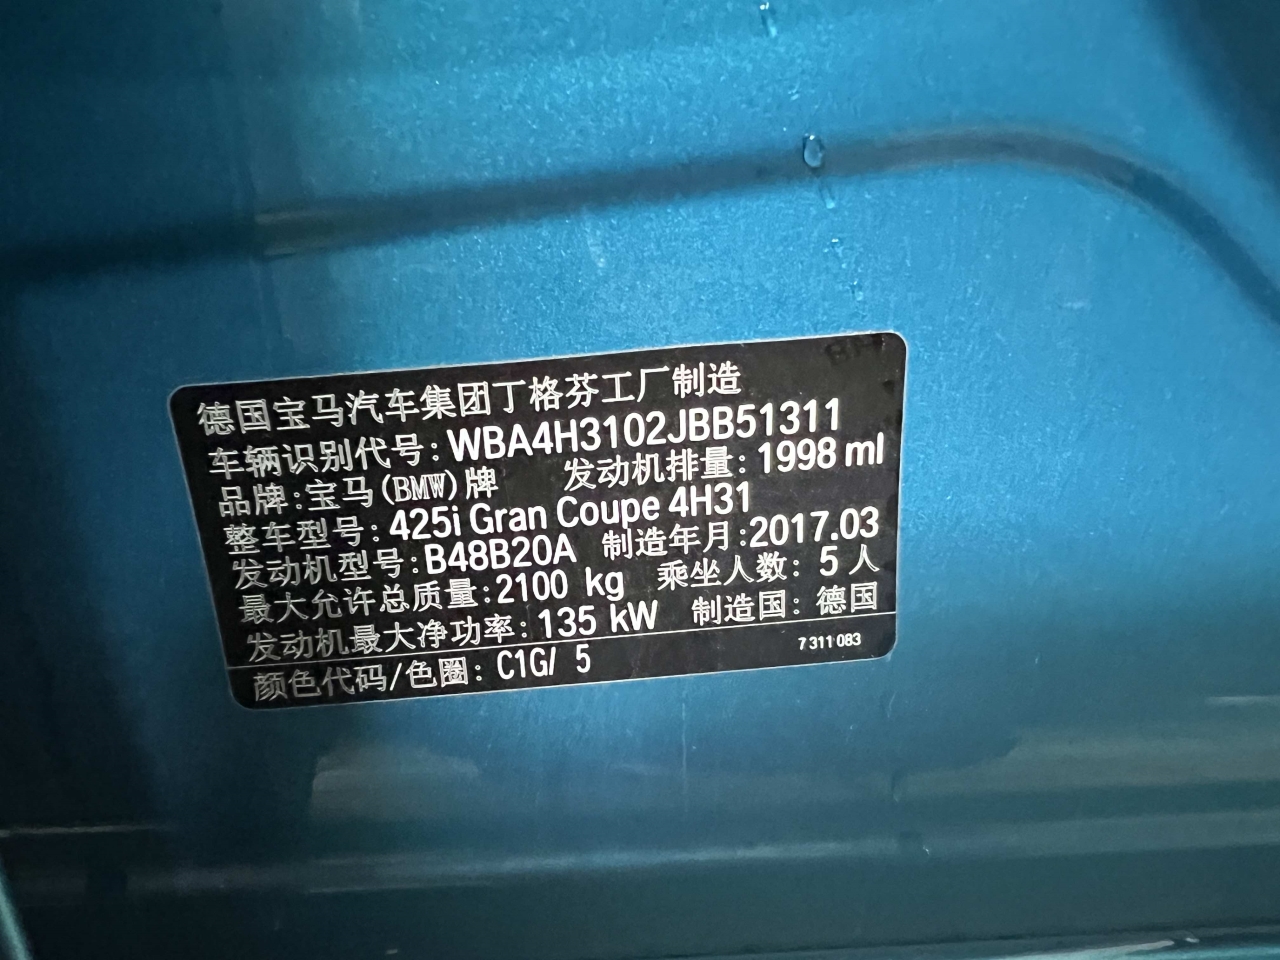 德国宝马汽车集团丁格芬工厂制造
车辆识别代号: WBA4H3102JBB51311
品牌:宝马(BMW)牌 发动机排量: 1998 ml
整车型号: 425i Gran Coupe 4H31
发动机型号: B48B20A 制造年月:2017.03
最大允许总质量:2100 kg 乘坐人数: 5 人
发动机最大净功率: 135 kW 制造国: 德国
颜色代码/色圈: C1G/ 5 7 311 083